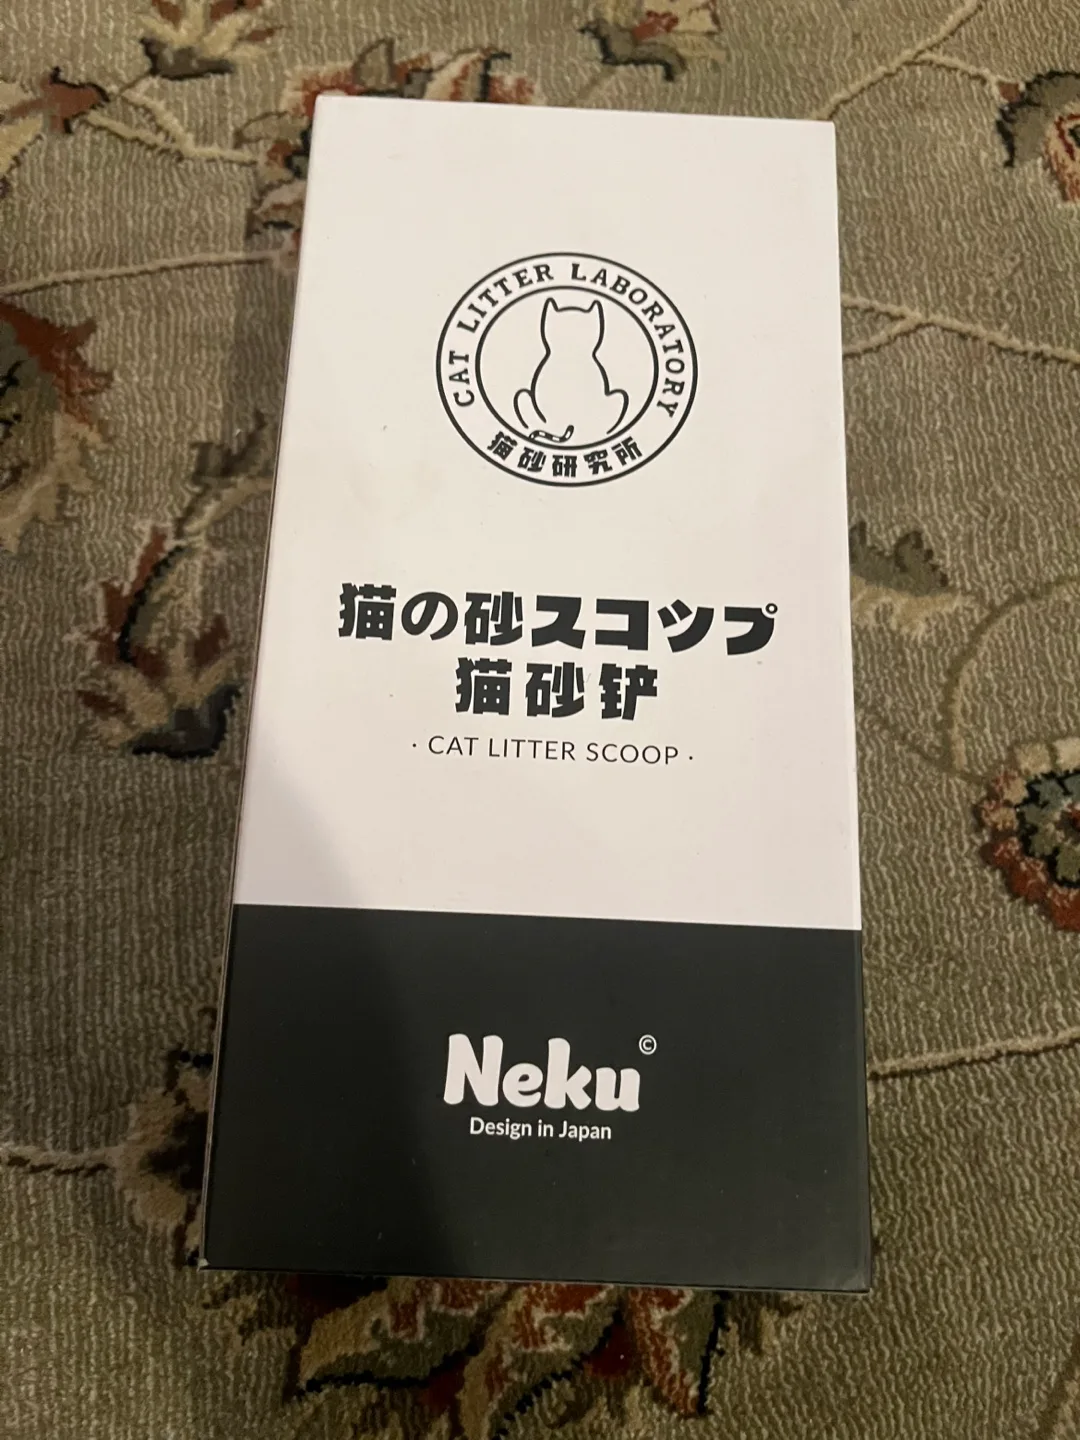 CAT LITTER LABORATORY
猫砂研究所
猫の砂スコップ
猫砂铲
· CAT LITTER SCOOP ·
Neku©
Design in Japan